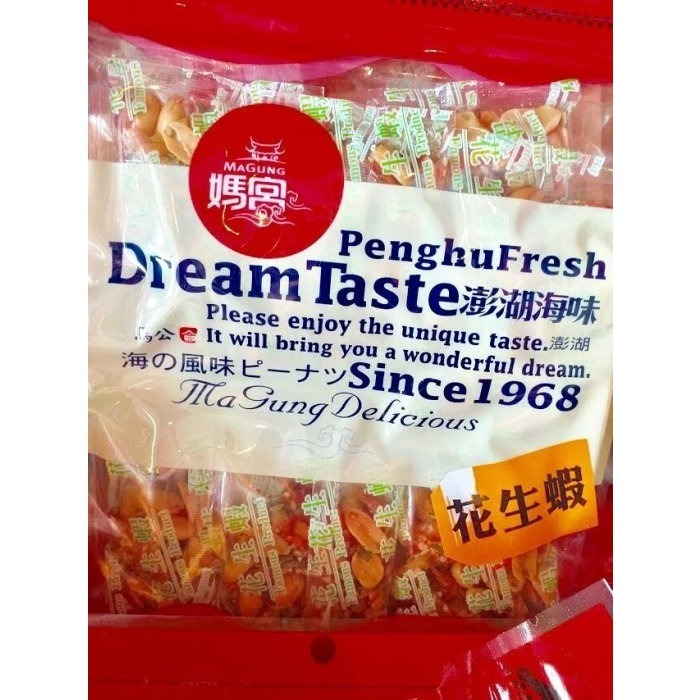 MAGUNG
媽宮
PenghuFresh
DreamTaste澎湖海味
Please enjoy the unique taste.澎湖
馬公 It will bring you a wonderful dream.
海の風味ピーナッツSince1968
MaGungDelicious
花生蝦